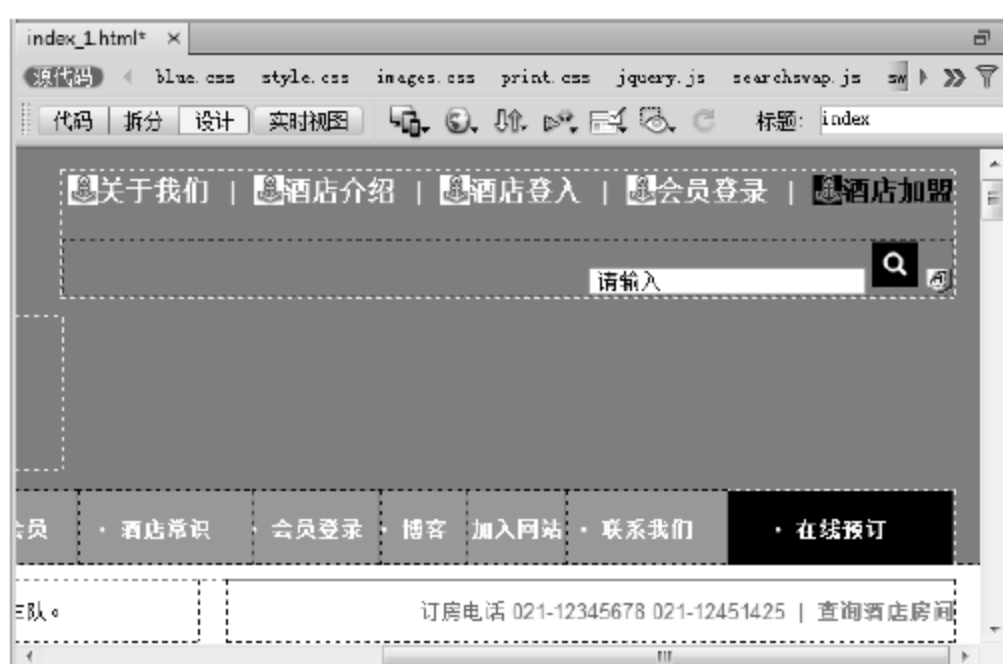 index_1.html* ×
源代码 blue.css style.css images.css print.css jquery.js searchsvap.js sw
代码 拆分 设计 实时视图 标题: index
关于我们 | 酒店介绍 | 酒店登入 | 会员登录 | 酒店加盟
请输入
会员 · 酒店常识 · 会员登录 · 博客 加入网站 · 联系我们 · 在线预订
队。 订房电话 021-12345678 021-12451425 | 查询酒店房间